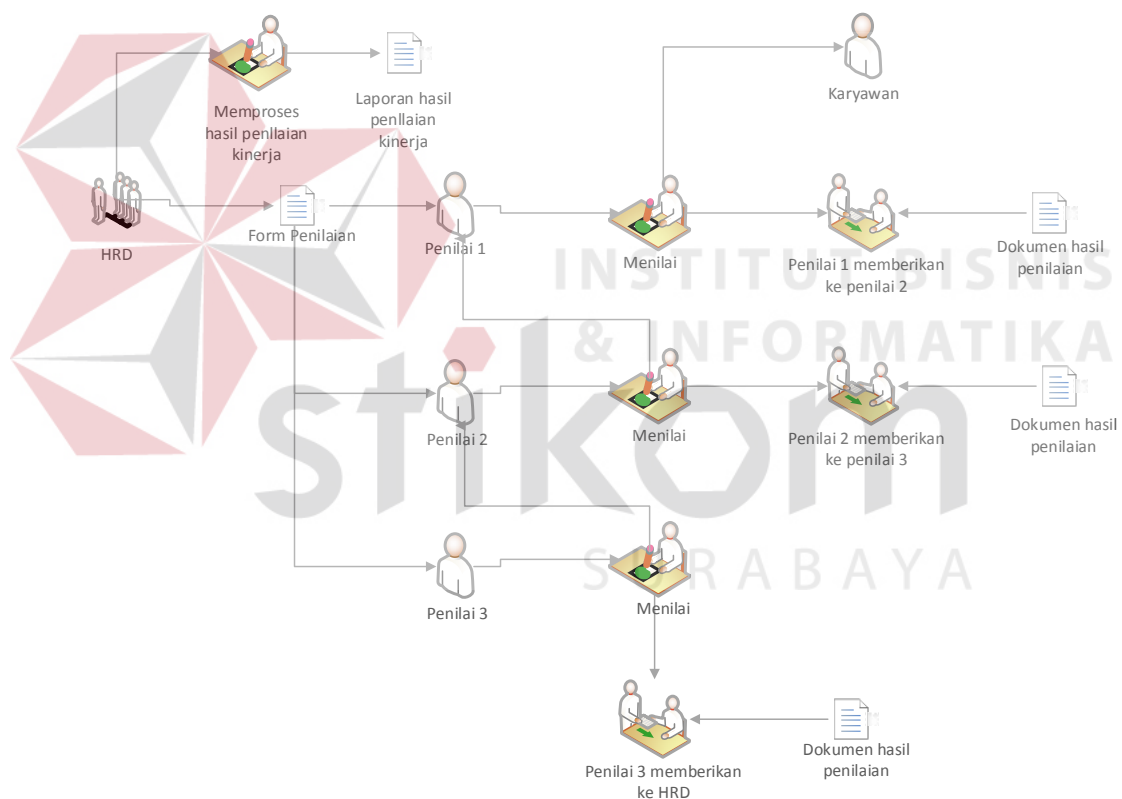 Karyawan
Memproses
hasil penllaian
kinerja
Laporan hasil
penllaian
kinerja
HRD
Form Penilaian
Penilai 1
Menilai
Penilai 1 memberikan
ke penilai 2
Dokumen hasil
penilaian
INSTITUT BISNIS
& INFORMATIKA
stikom
SURABAYA
Penilai 2
Menilai
Penilai 2 memberikan
ke penilai 3
Dokumen hasil
penilaian
Penilai 3
Menilai
Penilai 3 memberikan
ke HRD
Dokumen hasil
penilaian